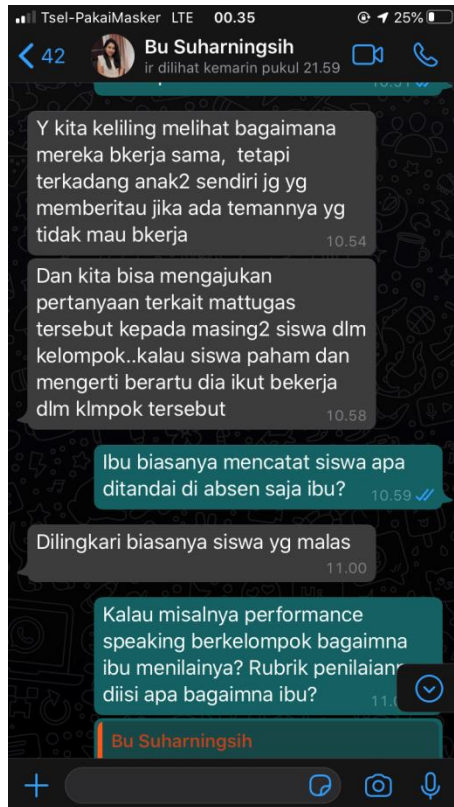 Tsel-PakaiMasker LTE 00.35 25%
42 Bu Suharningsih
ir dilihat kemarin pukul 21.59
Y kita keliling melihat bagaimana
mereka bkerja sama, tetapi
terkadang anak2 sendiri jg yg
memberitau jika ada temannya yg
tidak mau bkerja
10.54
Dan kita bisa mengajukan
pertanyaan terkait mattugas
tersebut kepada masing2 siswa dlm
kelompok..kalau siswa paham dan
mengerti berartu dia ikut bekerja
dlm klmpok tersebut
10.58
Ibu biasanya mencatat siswa apa
ditandai di absen saja ibu? 10.59
Dilingkari biasanya siswa yg malas
11.00
Kalau misalnya performance
speaking berkelompok bagaimna
ibu menilainya? Rubrik
diisi apa bagaimna ibu?
Bu Suharningsih